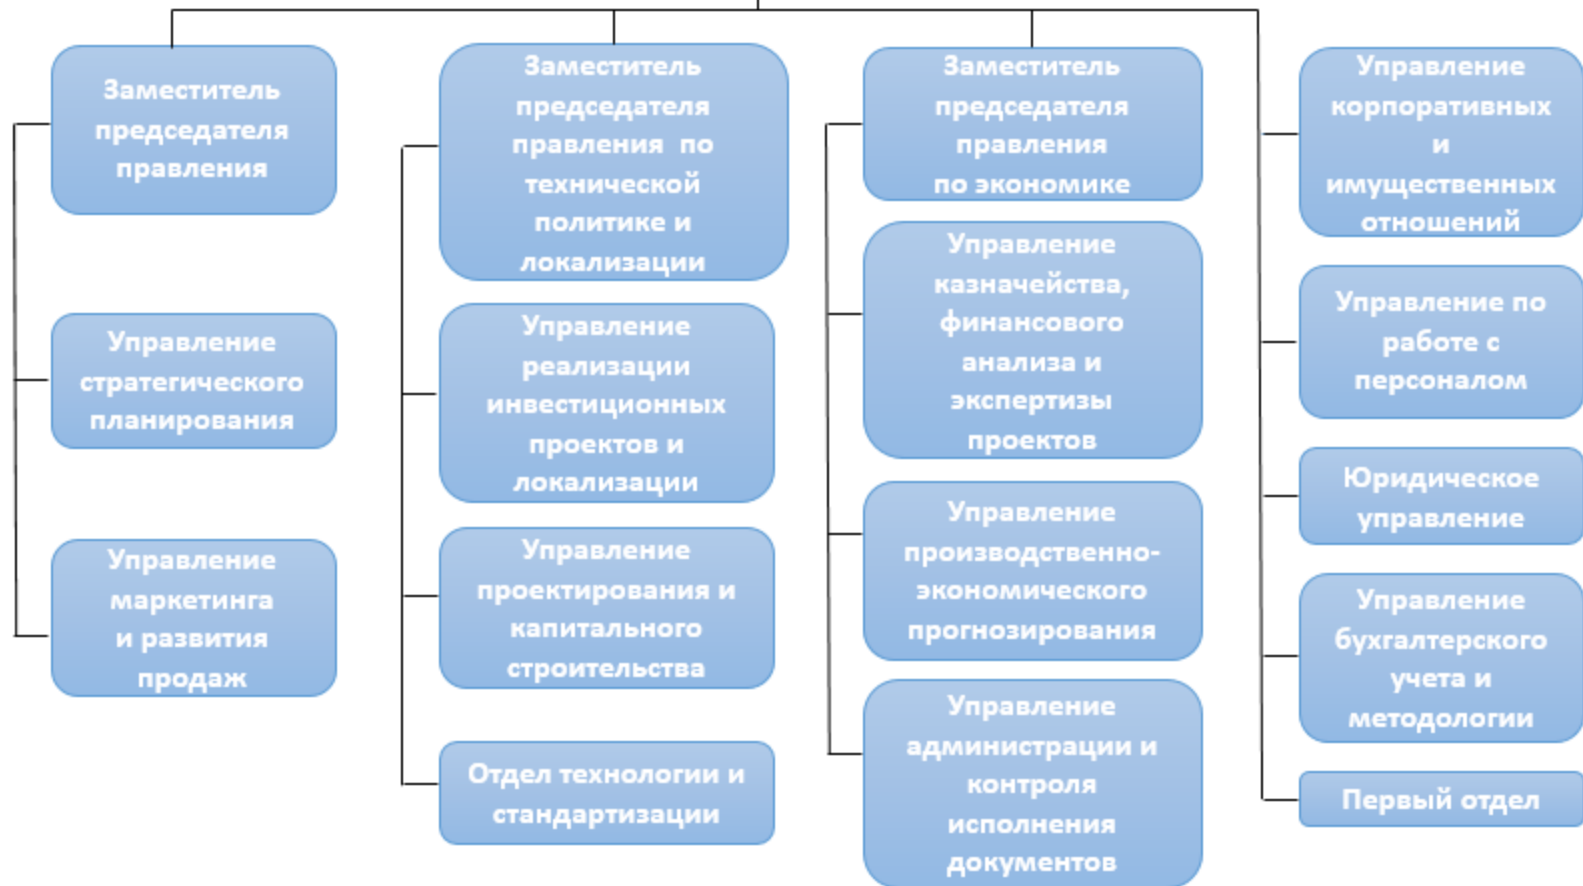 Заместитель
председателя
правления
Управление
стратегического
планирования
Управление
маркетинга
и развития
продаж
Заместитель
председателя
правления по
технической
политике и
локализации
Управление
реализации
инвестиционных
проектов и
локализации
Управление
проектирования и
капитального
строительства
Отдел технологии и
стандартизации
Заместитель
председателя
правления
по экономике
Управление
казначейства,
финансового
анализа и
экспертизы
проектов
Управление
производственно-
экономического
прогнозирования
Управление
администрации и
контроля
исполнения
документов
Управление
корпоративных
и
имущественных
отношений
Управление по
работе с
персоналом
Юридическое
управление
Управление
бухгалтерского
учета и
методологии
Первый отдел